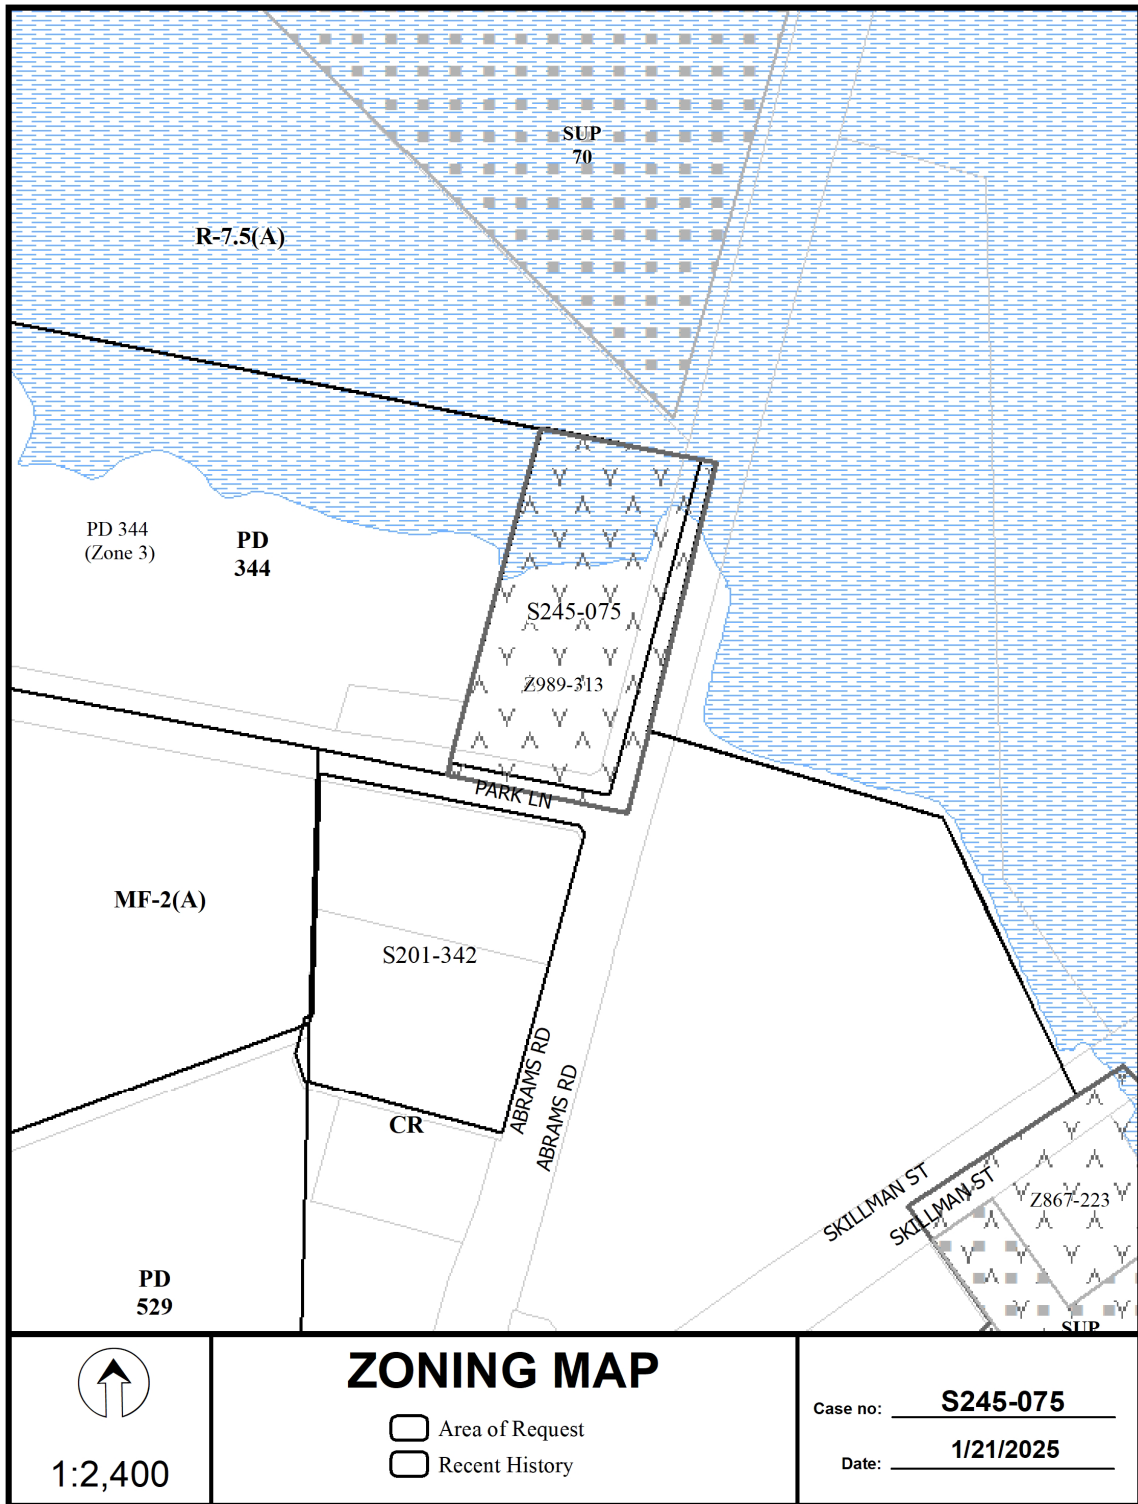 SUP
70
R-7.5(A)
PD 344
(Zone 3)
PD
344
S245-075
Z989-313
PARK LN
MF-2(A)
S201-342
ABRAMS RD
ABRAMS RD
CR
SKILLMAN ST
SKILLMAN ST
Z867-223
PD
529
SUP
1:2,400
ZONING MAP
Area of Request
Recent History
Case no: S245-075
Date: 1/21/2025